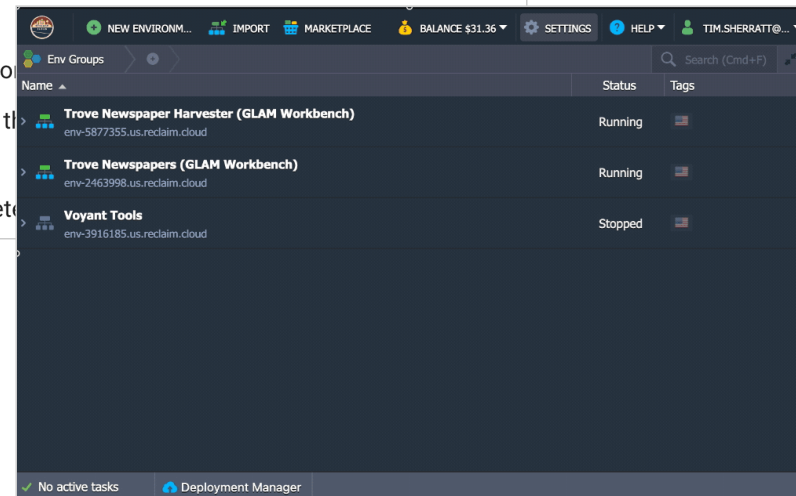 NEW ENVIRONM... IMPORT MARKETPLACE BALANCE $31.36 SETTINGS HELP TIM.SHERRATT@...
Env Groups Search (Cmd+F)
Name Status Tags
Trove Newspaper Harvester (GLAM Workbench)
env-5877355.us.reclaim.cloud
Running
Trove Newspapers (GLAM Workbench)
env-2463998.us.reclaim.cloud
Running
Voyant Tools
env-3916185.us.reclaim.cloud
Stopped
No active tasks Deployment Manager